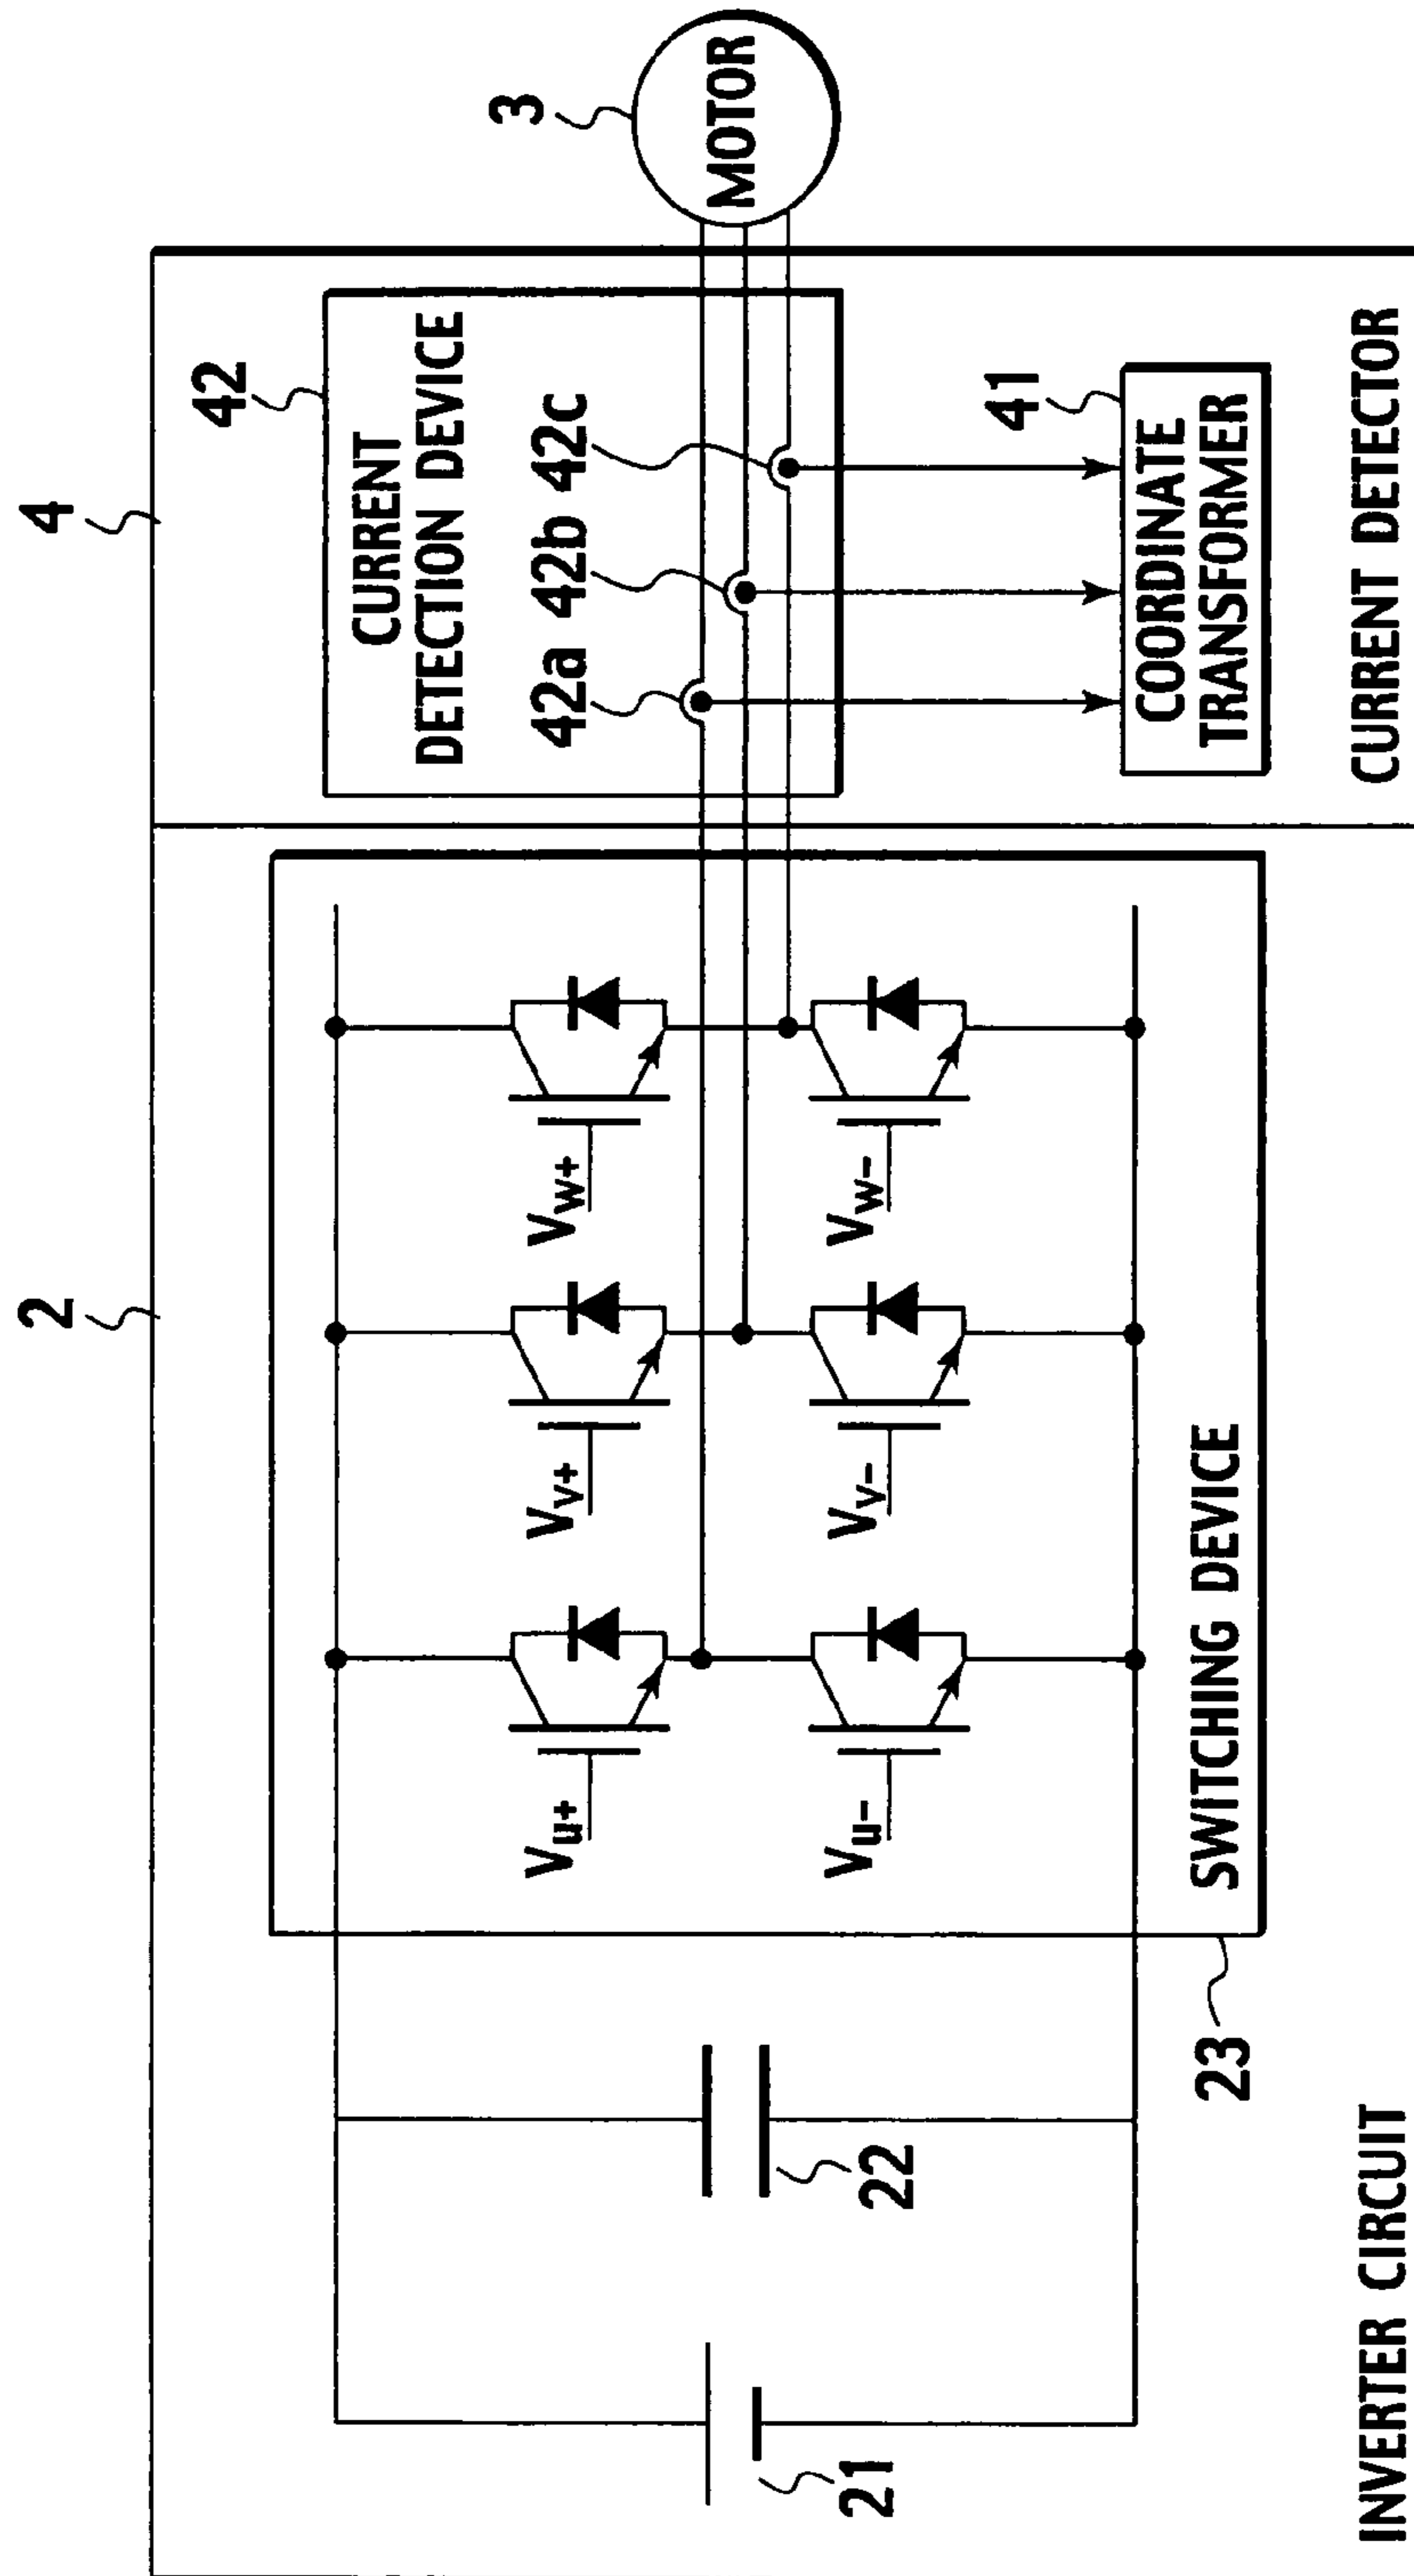 2
4
42
CURRENT
DETECTION DEVICE
42a 42b 42c
3
MOTOR
Vu+
Vv+
Vw+
Vu−
Vv−
Vw−
21
22
23
SWITCHING DEVICE
41
COORDINATE
TRANSFORMER
INVERTER CIRCUIT
CURRENT DETECTOR